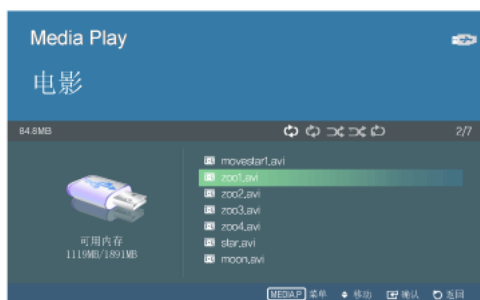 Media Play
电影
84.8MB 2/7
movestar1.avi
zoo1.avi
zoo2.avi
zoo3.avi
zoo4.avi
star.avi
moon.avi
可用内存
1119MB/1891MB
MEDIA.P 菜单 移动 确认 返回